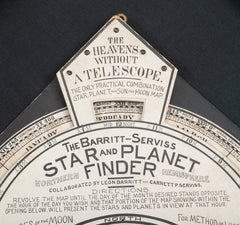 THE
HEAVENS
WITHOUT
A TELESCOPE.
THE ONLY PRACTICAL COMBINATION
STAR, PLANET, AND SUN AND MOON MAP
THE BARRITT-SERVISS
STAR AND PLANET
FINDER
NORTHERN HEMISPHERE
COLLABORATED BY LEON BARRITT AND GARRETT P. SERVISS.
DIRECTIONS
REVOLVE THE MAP UNTIL THE DAY OF THE MONTH DESIRED STANDS OPPOSITE
THE HOUR OF THE DAY YOU WISH AND THAT PORTION OF THE MAP SHOWING WITHIN THE
OPENING BELOW WILL PRESENT THE STARS AND PLANETS IN VIEW AT THAT HOUR.
OF THE MOON
FOR METHOD OF
NORTH